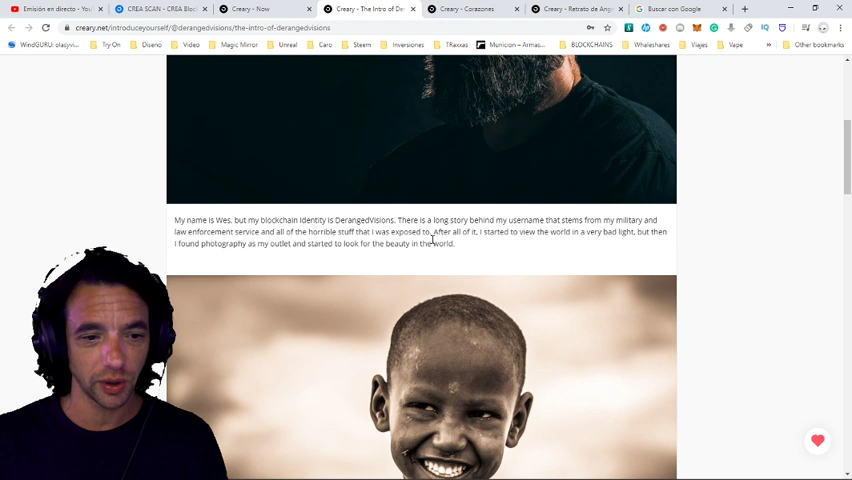 Emisión en directo - You
CREA SCAN - CREA Bloc
Creary - Now
Creary - The Intro of De
Creary - Corazones
Creary - Retrato de Ang
Buscar con Google
creary.net/introduceyourself/@derangedvisions/the-intro-of-derangedvisions
WindGURU: olasyvi...
Try On
Diseno
Video
Magic Mirror
Unreal
Caro
Steem
Inversiones
TRaxxas
Municon – Armas...
BLOCKCHAINS
Whaleshares
Viajes
Vape
»
Other bookmarks
My name is Wes, but my blockchain identity is DerangedVisions. There is a long story behind my username that stems from my military and
law enforcement service and all of the horrible stuff that I was exposed to. After all of it, I started to view the world in a very bad light, but then
I found photography as my outlet and started to look for the beauty in the world.